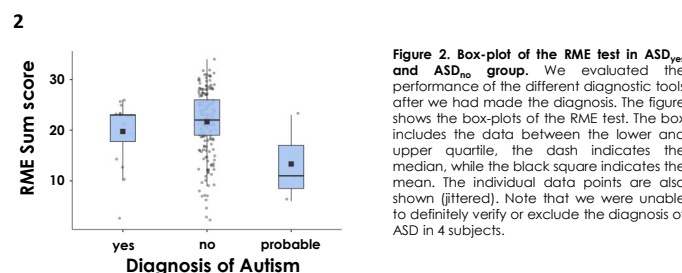 2
RME Sum score
30
20
10
yes
no
probable
Diagnosis of Autism
Figure 2. Box-plot of the RME test in ASDyes
and ASDno group. We evaluated the
performance of the different diagnostic tools
after we had made the diagnosis. The figure
shows the box-plots of the RME test. The box
includes the data between the lower and
upper quartile, the dash indicates the
median, while the black square indicates the
mean. The individual data points are also
shown (jittered). Note that we were unable
to definitely verify or exclude the diagnosis of
ASD in 4 subjects.